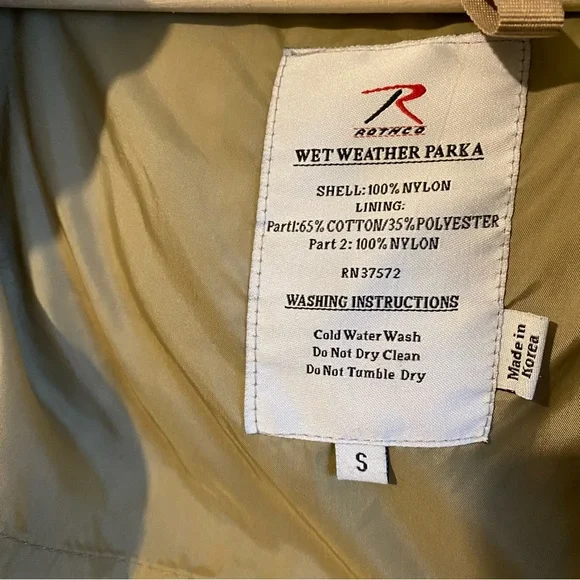 ROTHCO
WET WEATHER PARKA
SHELL: 100% NYLON
LINING:
Part1:65% COTTON/35% POLYESTER
Part 2: 100% NYLON
RN 37572
WASHING INSTRUCTIONS
Cold Water Wash
Do Not Dry Clean
Do Not Tumble Dry
Made in
Korea
S